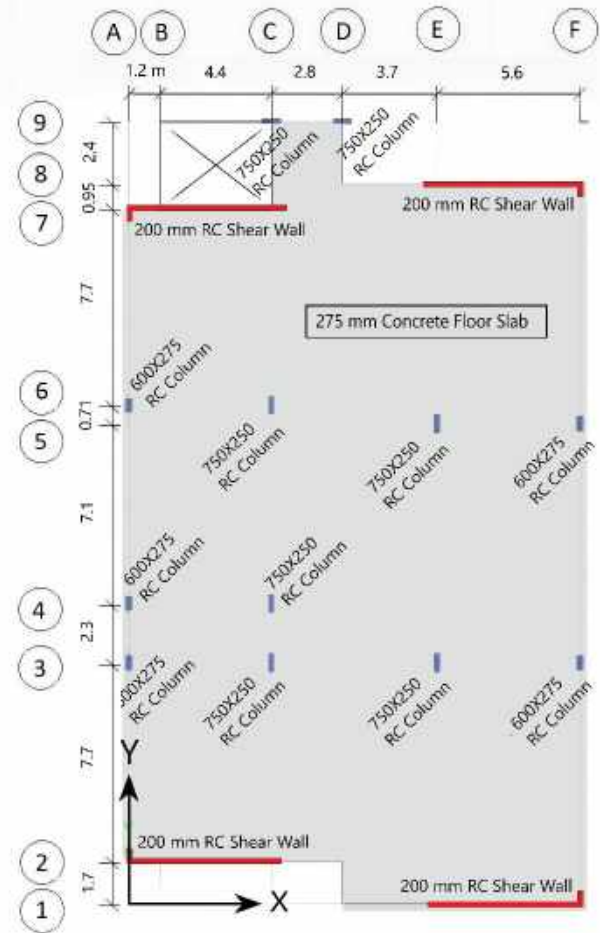 A B C D E F
1.2 m 4.4 2.8 3.7 5.6
9
2.4
750X250
RC Column
750X250
RC Column
8
0.95
200 mm RC Shear Wall
7
200 mm RC Shear Wall
7.7
275 mm Concrete Floor Slab
600X275
RC Column
6
0.71
5
750X250
RC Column
750X250
RC Column
600X275
RC Column
7.1
600X275
RC Column
750X250
RC Column
4
2.3
3
600X275
RC Column
750X250
RC Column
750X250
RC Column
600X275
RC Column
7.7
Y
200 mm RC Shear Wall
2
1.7
200 mm RC Shear Wall
1
X